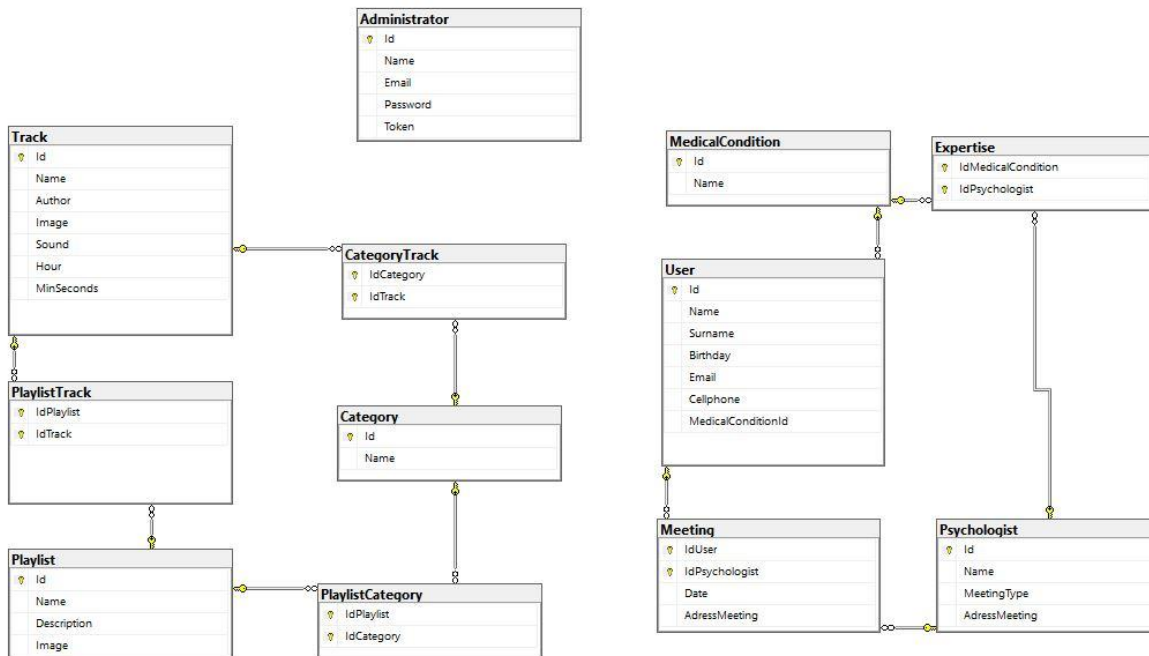 Administrator
Id
Name
Email
Password
Token
Track
Id
Name
Author
Image
Sound
Hour
MinSeconds
CategoryTrack
IdCategory
IdTrack
PlaylistTrack
IdPlaylist
IdTrack
Category
Id
Name
Playlist
Id
Name
Description
Image
PlaylistCategory
IdPlaylist
IdCategory
MedicalCondition
Id
Name
Expertise
IdMedicalCondition
IdPsychologist
User
Id
Name
Surname
Birthday
Email
Cellphone
MedicalConditionId
Meeting
IdUser
IdPsychologist
Date
AdressMeeting
Psychologist
Id
Name
MeetingType
AdressMeeting